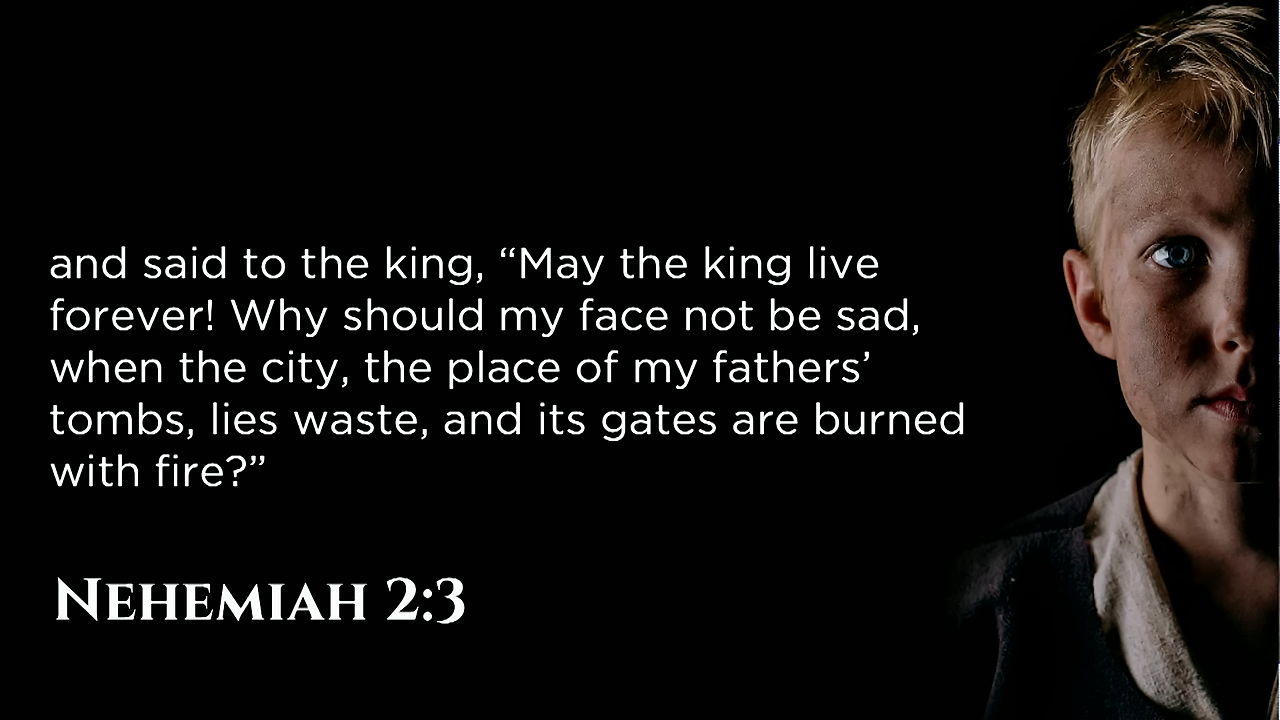 and said to the king, “May the king live
forever! Why should my face not be sad,
when the city, the place of my fathers’
tombs, lies waste, and its gates are burned
with fire?”
Nehemiah 2:3